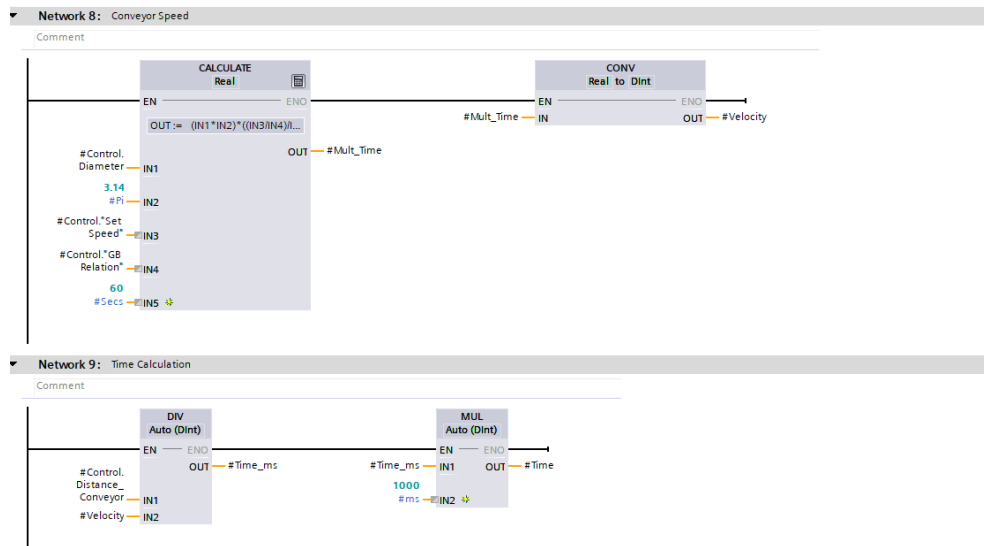 Network 8: Conveyor Speed
Comment
CALCULATE
Real
EN
ENO
OUT := (IN1*IN2)*((IN3/IN4)/I...
#Control.
Diameter
IN1
OUT
#Mult_Time
3.14
#Pi
IN2
#Control."Set
Speed"
IN3
#Control."GB
Relation"
IN4
60
#Secs
IN5
CONV
Real to DInt
EN
ENO
#Mult_Time
IN
OUT
#Velocity
Network 9: Time Calculation
Comment
DIV
Auto (DInt)
EN
ENO
OUT
#Time_ms
#Control.
Distance_
Conveyor
IN1
#Velocity
IN2
MUL
Auto (DInt)
EN
ENO
#Time_ms
IN1
OUT
#Time
1000
#ms
IN2